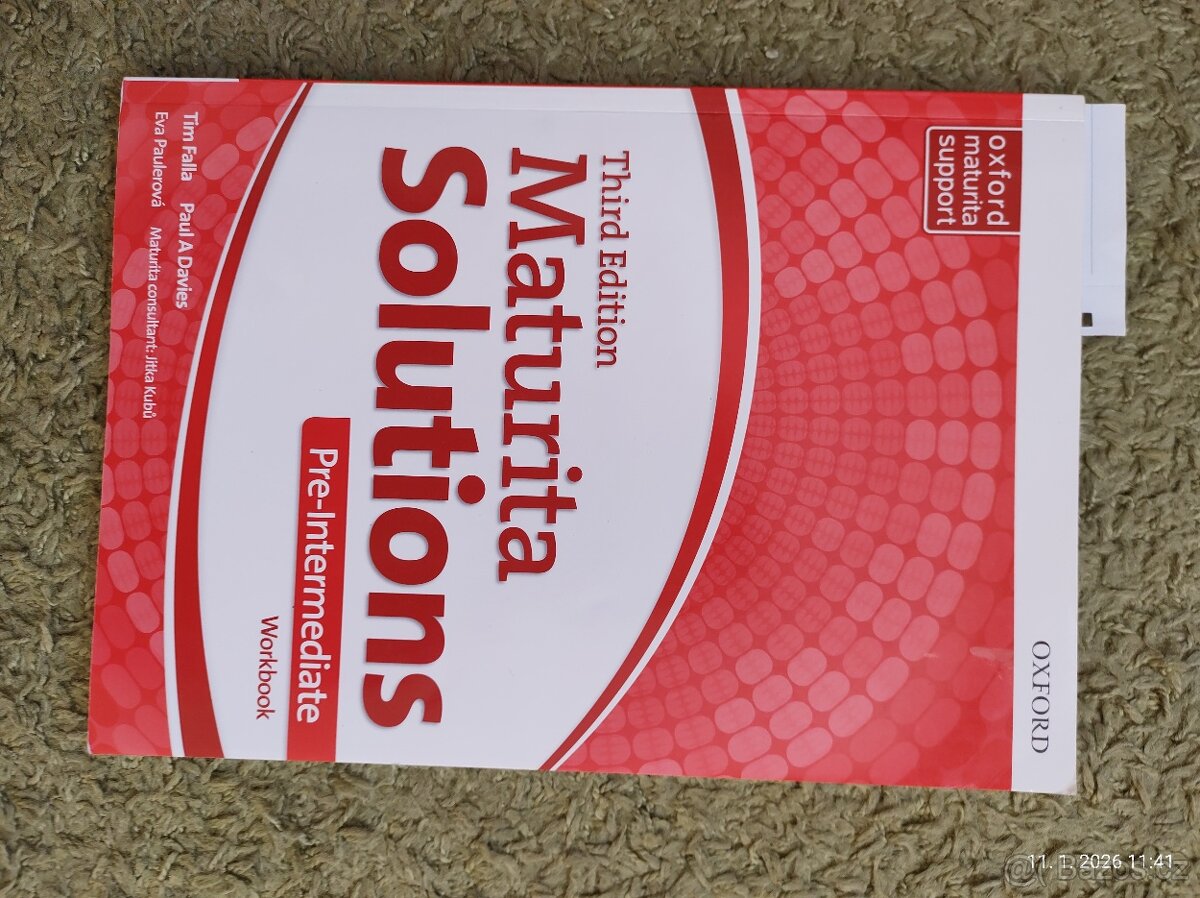 OXFORD
oxford
maturita
support
Third Edition
Maturita
Solutions
Pre-Intermediate
Workbook
Tim Falla Paul A Davies
Eva Paulerová Maturita consultant: Jitka Kubů
11. 1. 2026 11:41
@( Bazos.cz